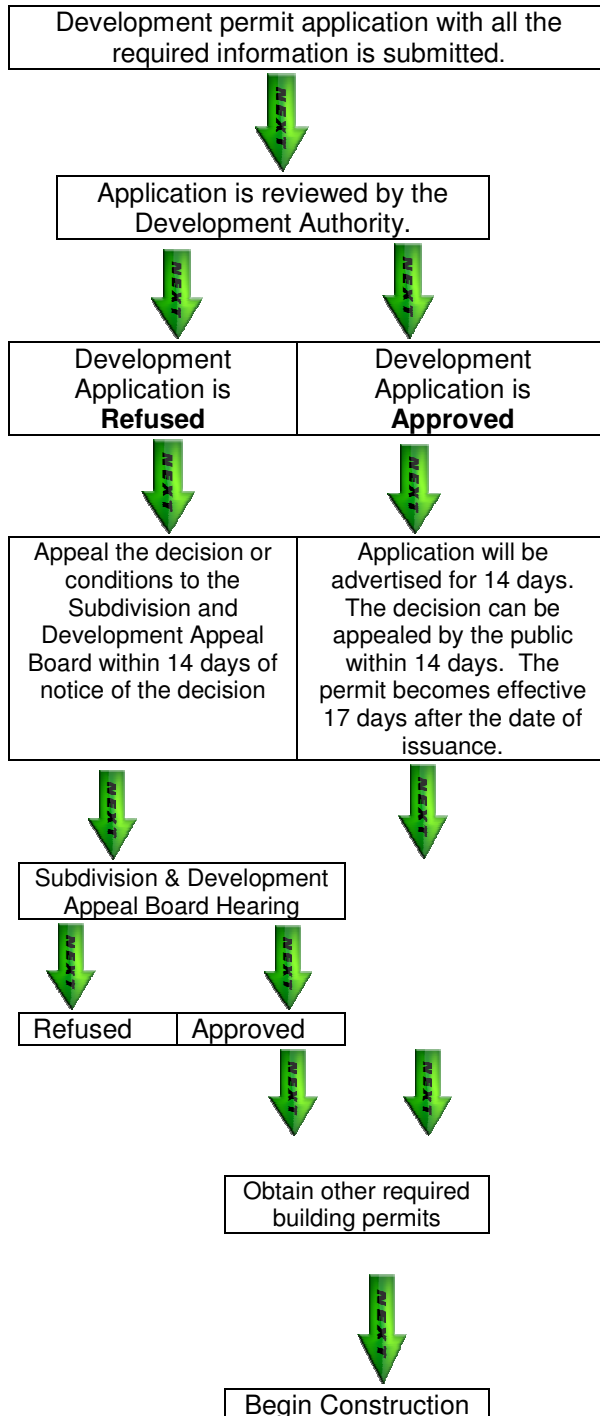 Development permit application with all the
required information is submitted.
NEXT
Application is reviewed by the
Development Authority.
NEXT
NEXT
Development
Application is
Refused
Development
Application is
Approved
NEXT
NEXT
Appeal the decision or
conditions to the
Subdivision and
Development Appeal
Board within 14 days of
notice of the decision
Application will be
advertised for 14 days.
The decision can be
appealed by the public
within 14 days.  The
permit becomes effective
17 days after the date of
issuance.
NEXT
NEXT
Subdivision & Development
Appeal Board Hearing
NEXT
NEXT
Refused
Approved
NEXT
NEXT
Obtain other required
building permits
NEXT
Begin Construction